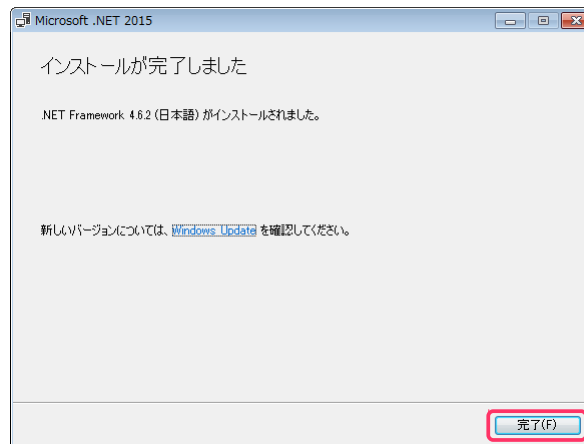 Microsoft .NET 2015
インストールが完了しました
.NET Framework 4.6.2 (日本語) がインストールされました。
新しいバージョンについては、Windows Update を確認してください。
完了(F)